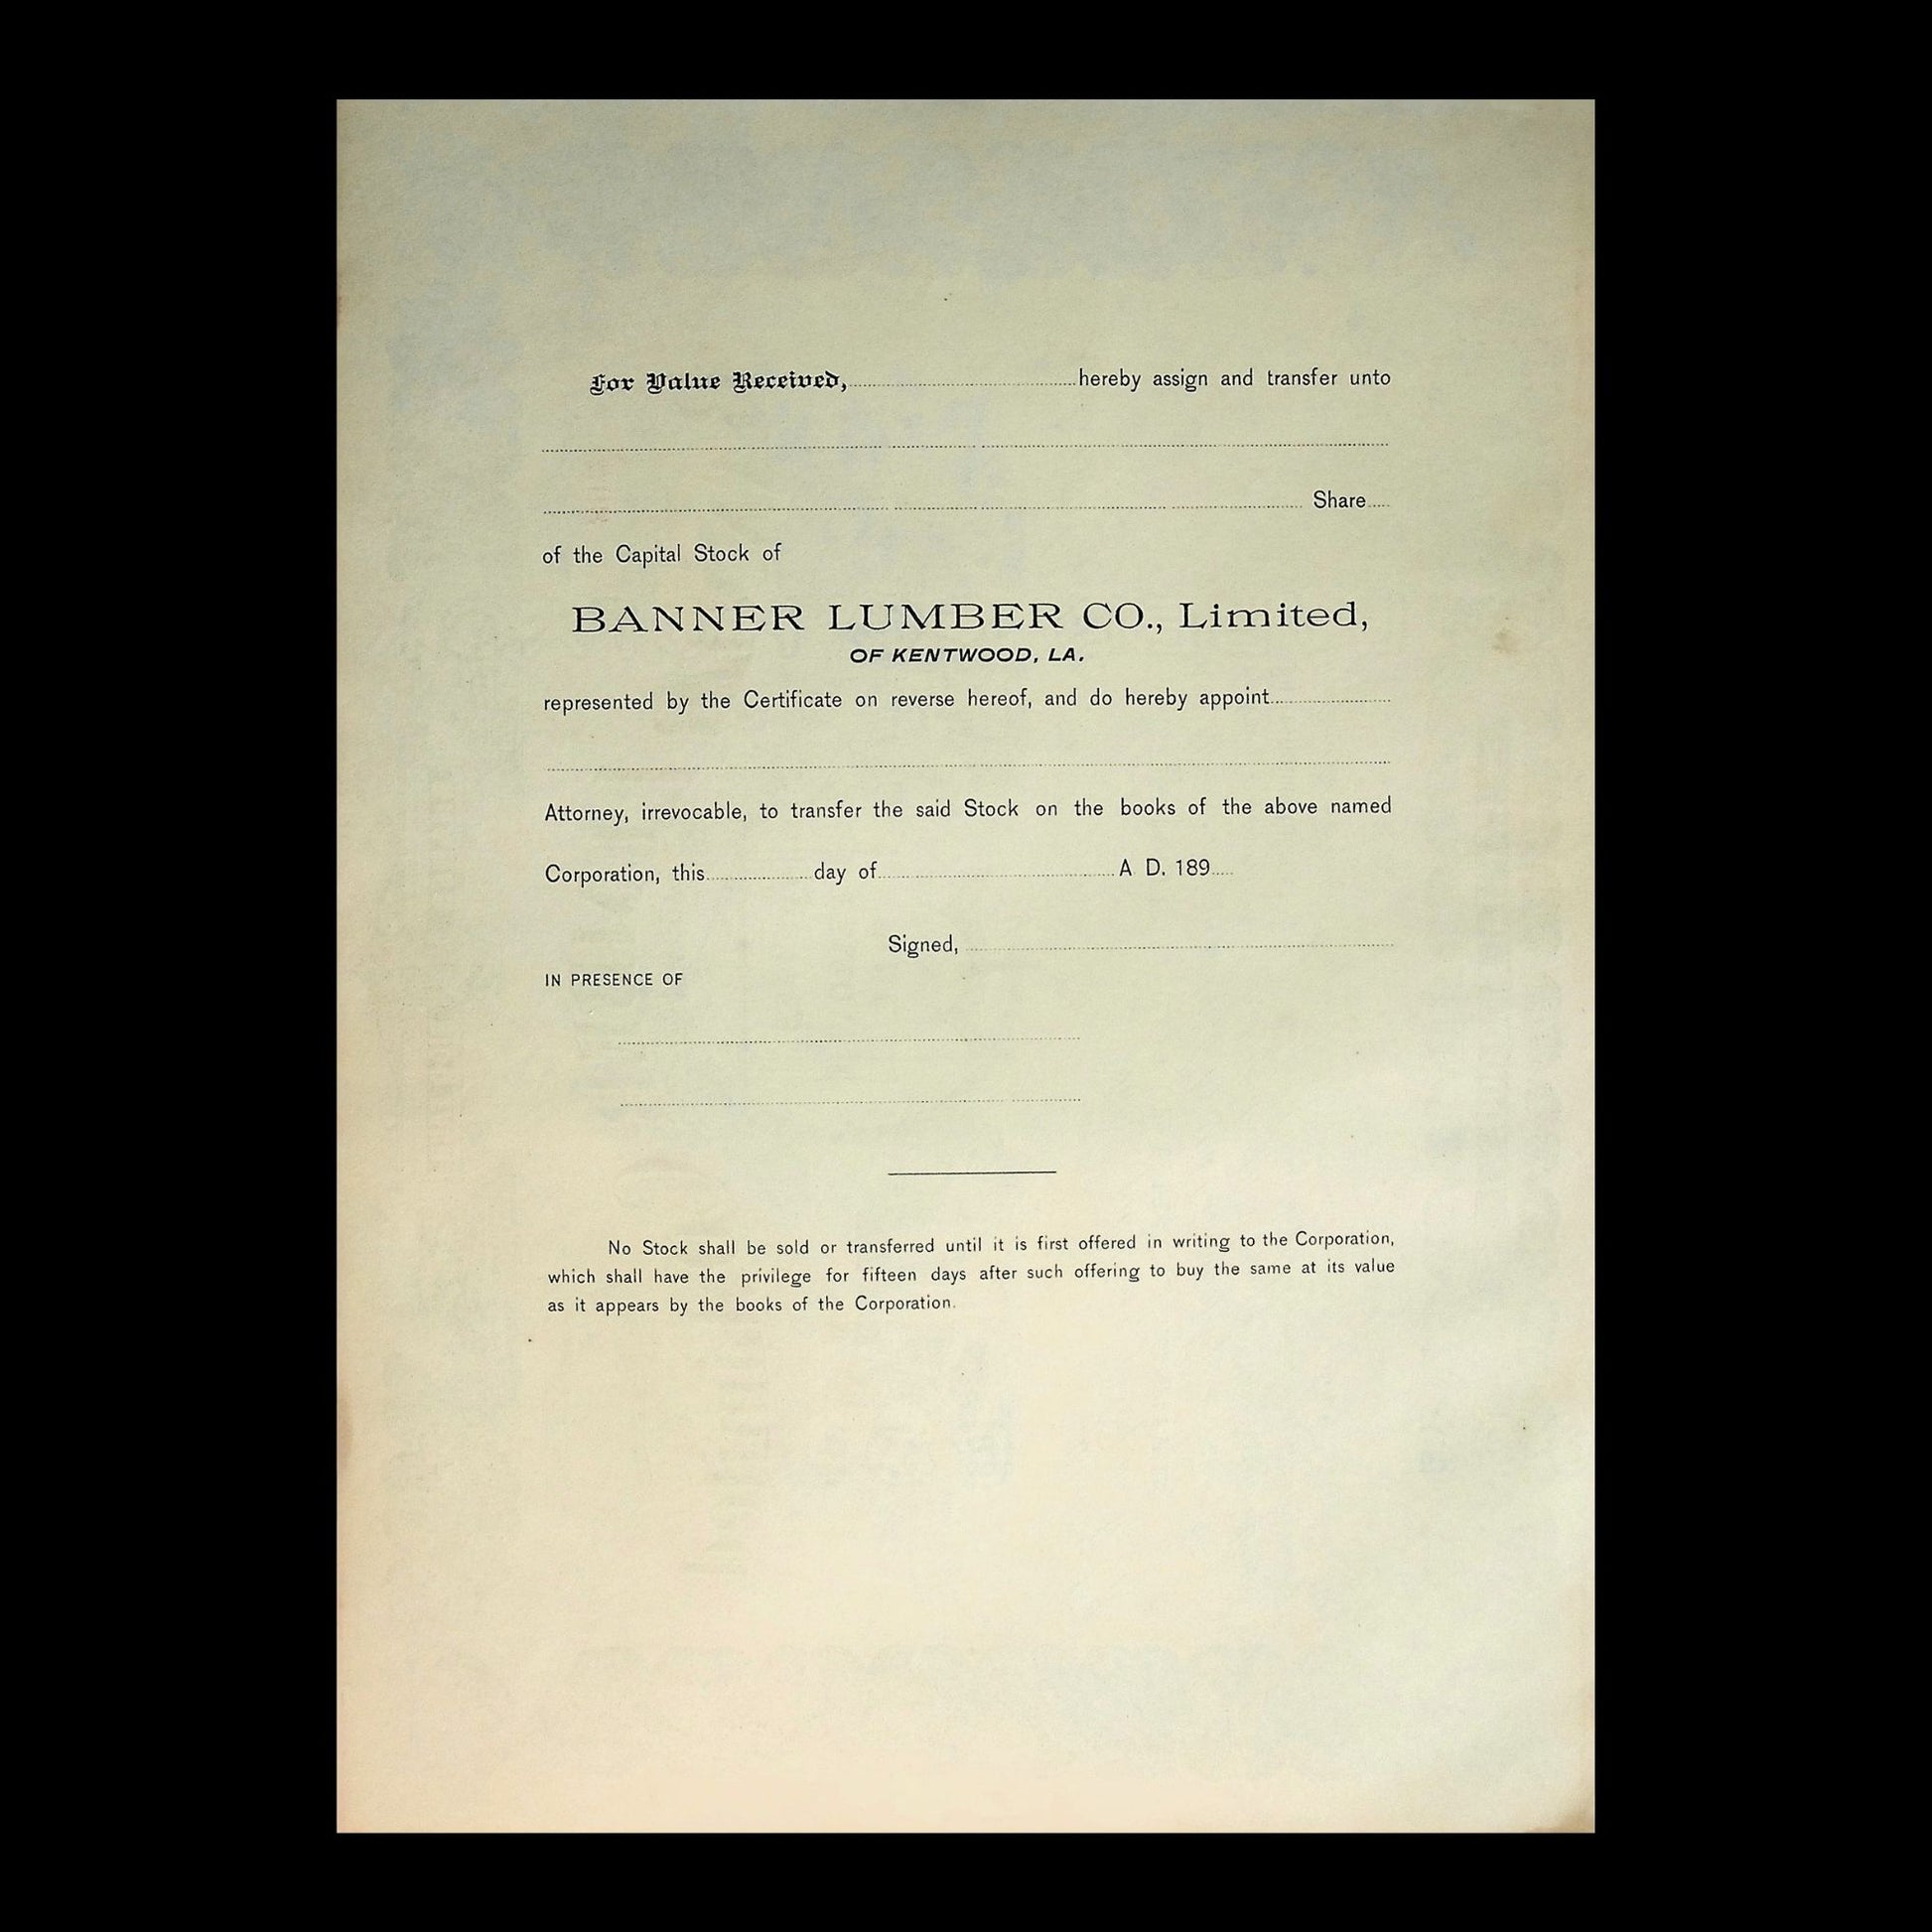 For Value Received,..............................hereby assign and transfer unto
Share.....
of the Capital Stock of
BANNER LUMBER CO., Limited,
OF KENTWOOD, LA.
represented by the Certificate on reverse hereof, and do hereby appoint....................
Attorney, irrevocable, to transfer the said Stock on the books of the above named
Corporation, this....................day of..............................A D. 189.....
Signed, ..............................
IN PRESENCE OF
No Stock shall be sold or transferred until it is first offered in writing to the Corporation,
which shall have the privilege for fifteen days after such offering to buy the same at its value
as it appears by the books of the Corporation.